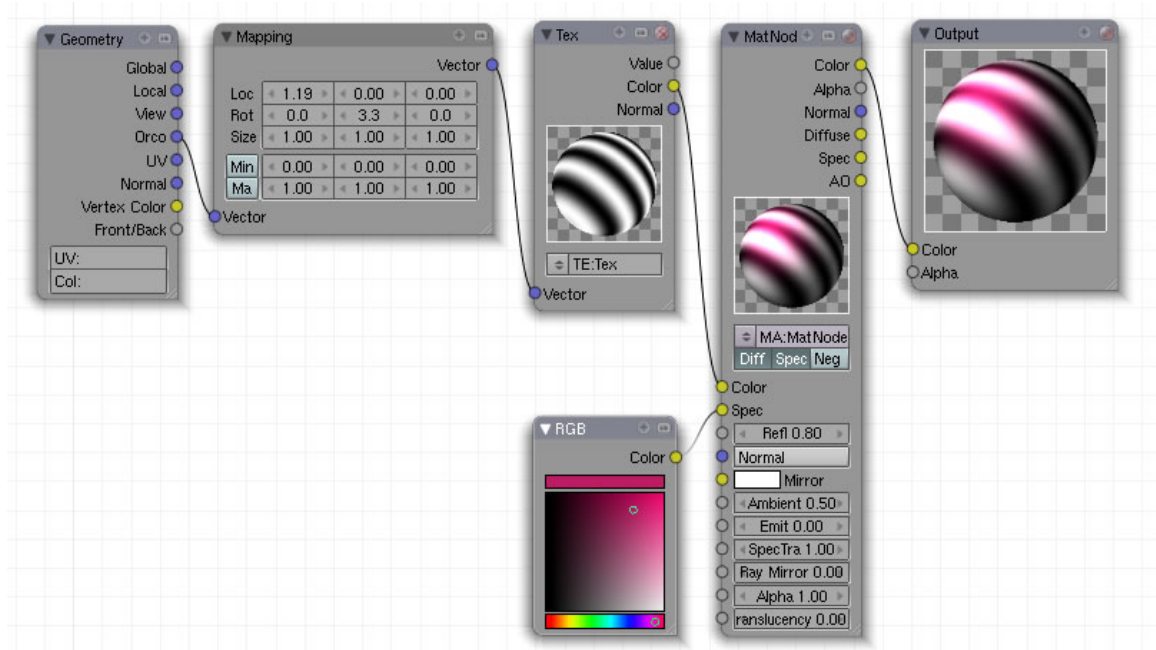 Geometry
Global
Local
View
Orco
UV
Normal
Vertex Color
Front/Back
UV:
Col:
Mapping
Vector
Loc 1.19 0.00 0.00
Rot 0.0 3.3 0.0
Size 1.00 1.00 1.00
Min 0.00 0.00 0.00
Ma 1.00 1.00 1.00
Vector
Tex
Value
Color
Normal
TE:Tex
Vector
RGB
Color
MatNod
Color
Alpha
Normal
Diffuse
Spec
AO
MA:MatNode
Diff Spec Neg
Color
Spec
Refl 0.80
Normal
Mirror
Ambient 0.50
Emit 0.00
SpecTra 1.00
Ray Mirror 0.00
Alpha 1.00
ranslucency 0.00
Output
Color
Alpha